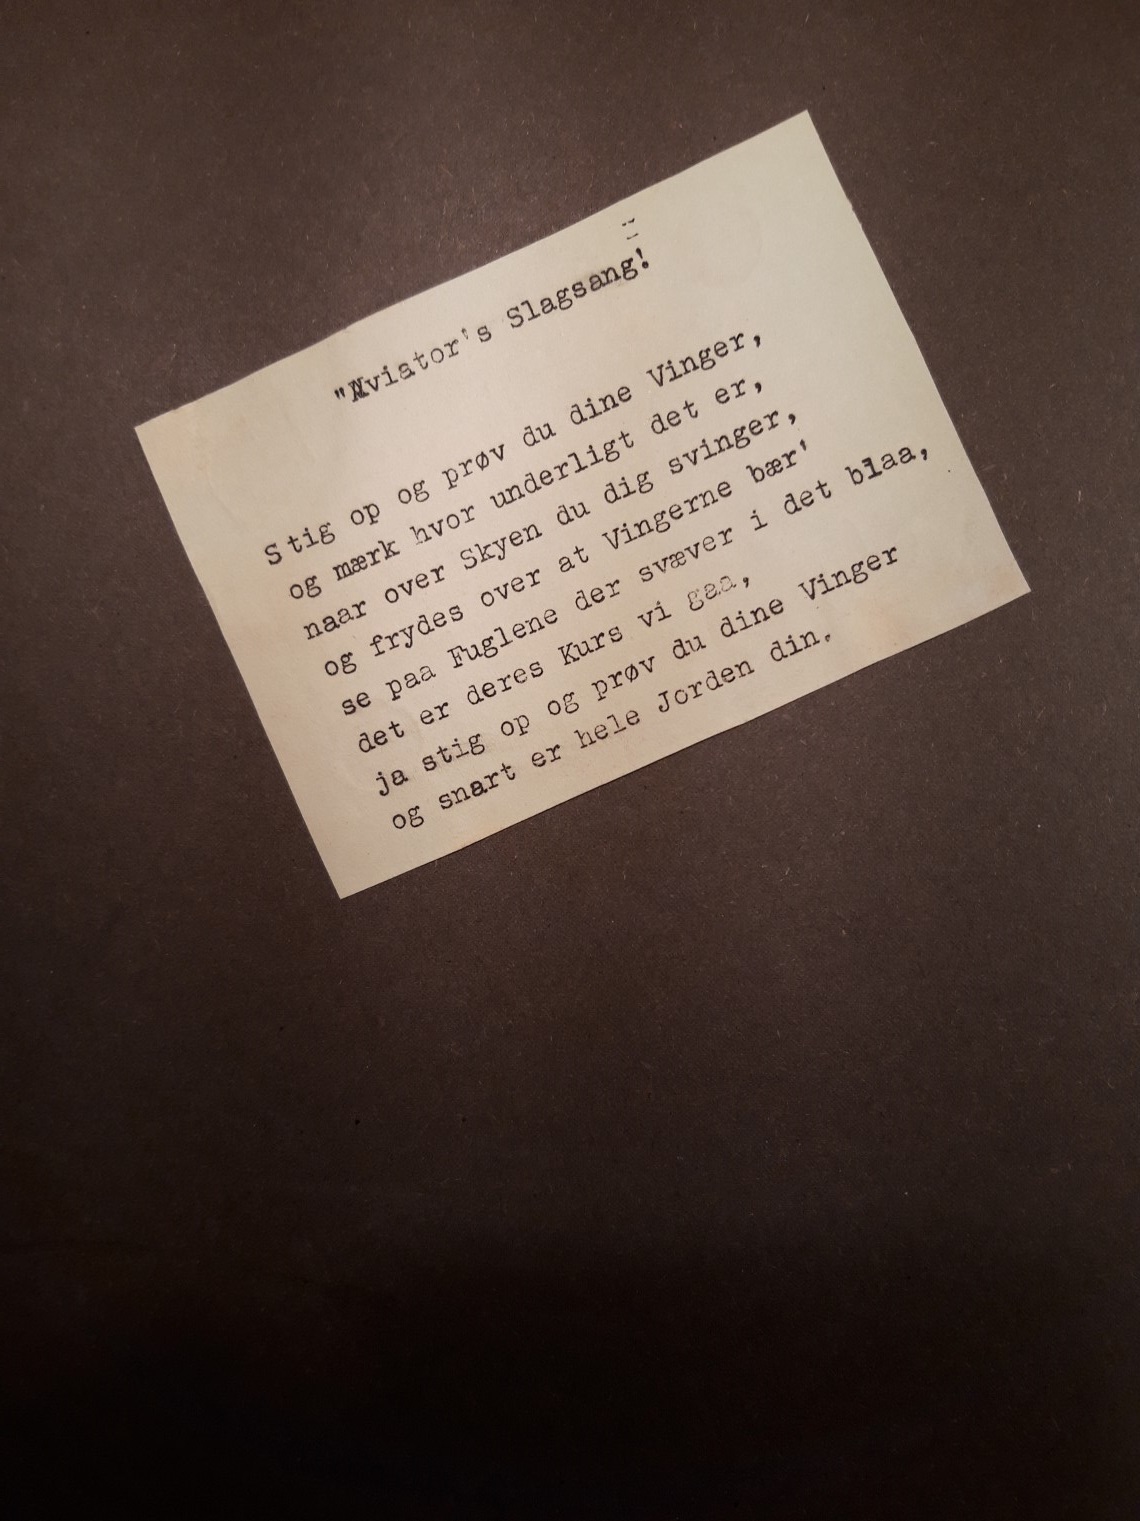 "Aviator's Slagsang!
Stig op og prøv du dine Vinger,
og mærk hvor underligt det er,
naar over Skyen du dig svinger,
og frydes over at Vingerne bær'
se paa Fuglene der svæver i det blaa,
det er deres Kurs vi gaa,
ja stig op og prøv du dine Vinger
og snart er hele Jorden din.